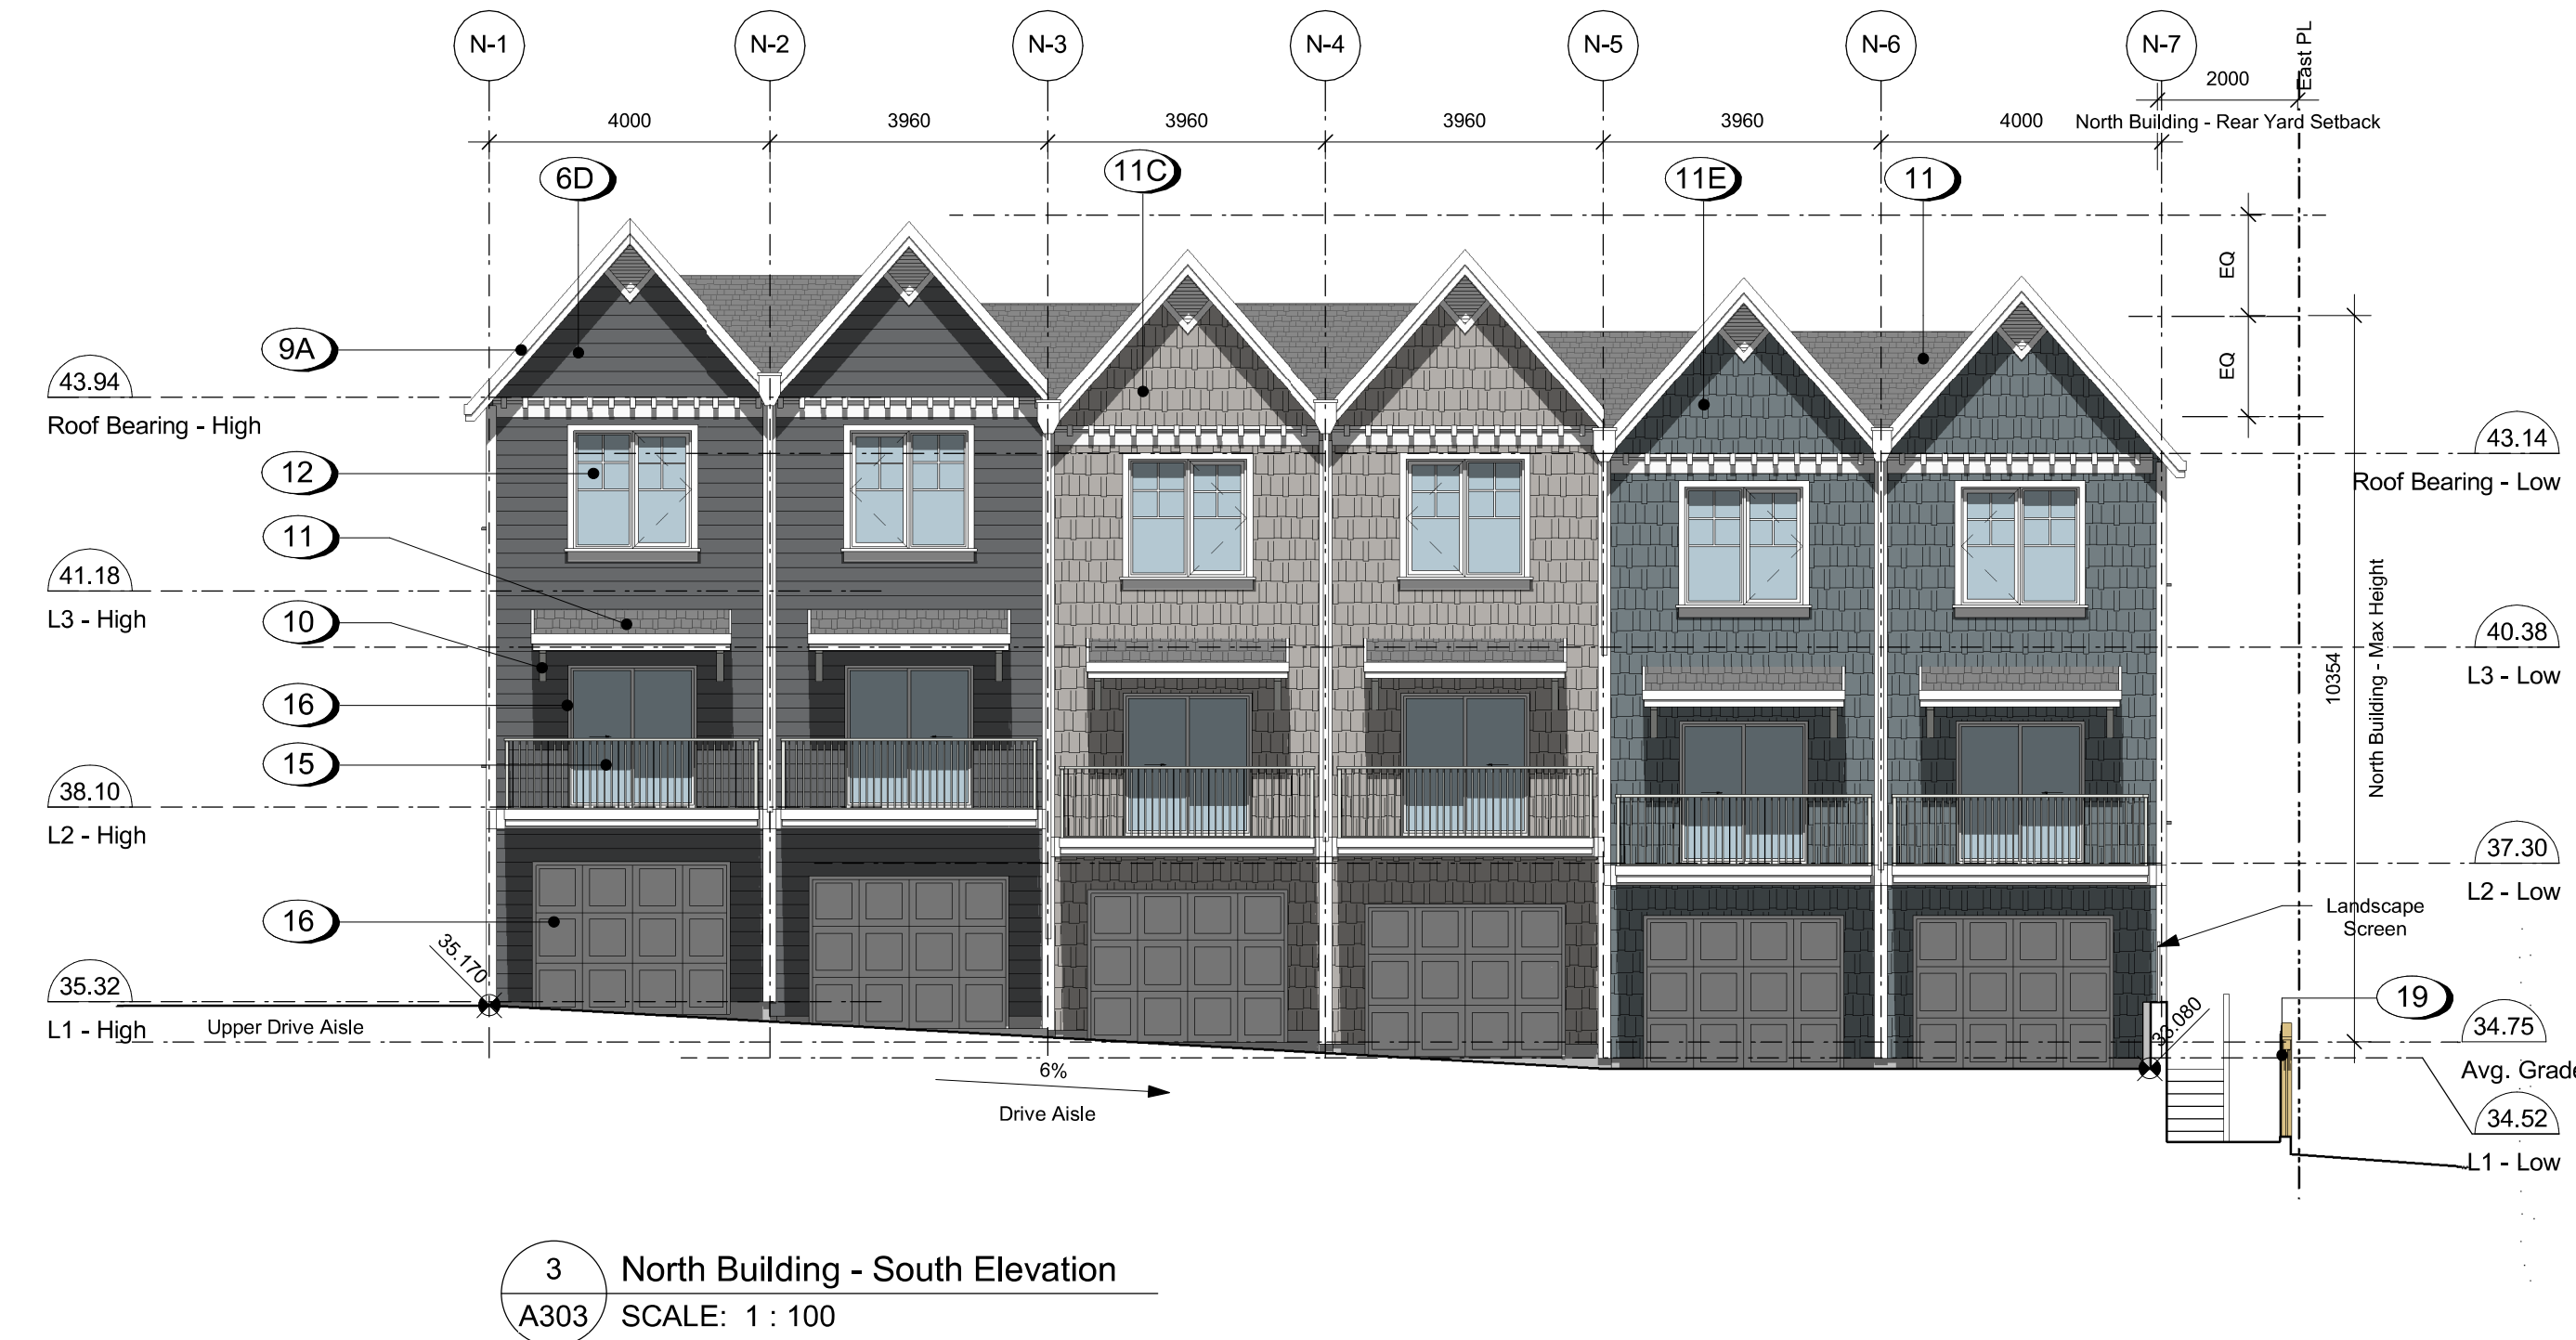 N-1
N-2
N-3
N-4
N-5
N-6
N-7
East PL
2000
4000
3960
3960
3960
3960
4000
North Building - Rear Yard Setback
6D
11C
11E
11
EQ
EQ
9A
43.94
Roof Bearing - High
43.14
Roof Bearing - Low
12
11
41.18
L3 - High
10
40.38
L3 - Low
10354
North Building - Max Height
16
15
38.10
L2 - High
37.30
L2 - Low
Landscape
Screen
16
35.170
35.32
L1 - High
Upper Drive Aisle
19
33.080
34.75
Avg. Grade
6%
Drive Aisle
34.52
L1 - Low
3
North Building - South Elevation
A303
SCALE: 1 : 100